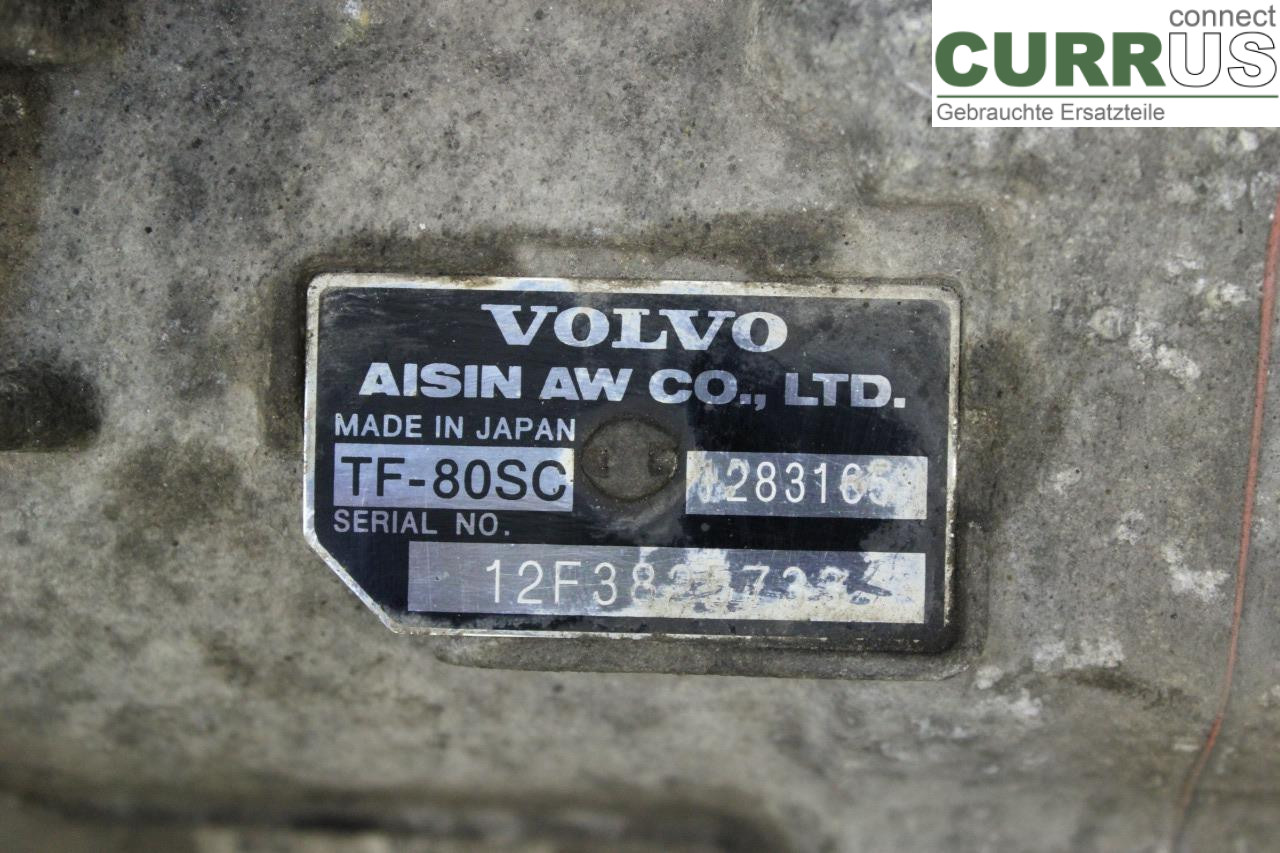 connect
CURRUS
Gebrauchte Ersatzteile
VOLVO
AISIN AW CO., LTD.
MADE IN JAPAN
TF-80SC
SERIAL NO.